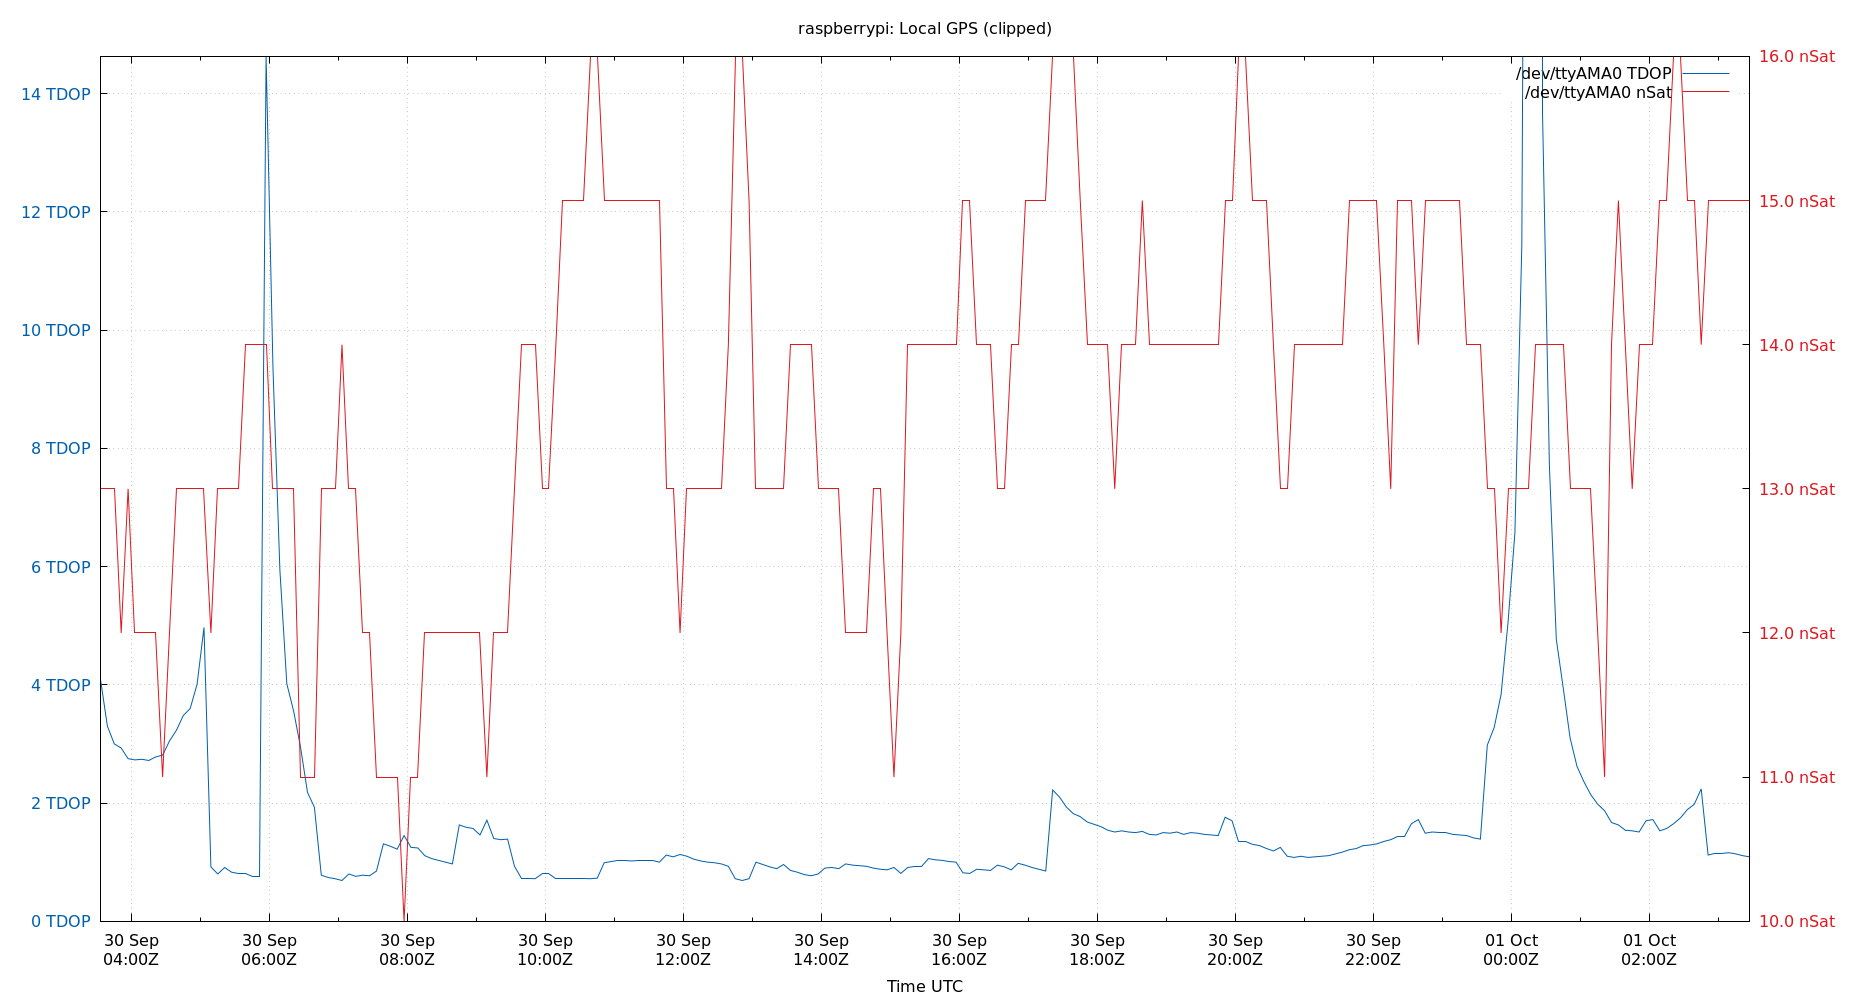 raspberrypi: Local GPS (clipped)
/dev/ttyAMA0 TDOP
/dev/ttyAMA0 nSat
14 TDOP
12 TDOP
10 TDOP
8 TDOP
6 TDOP
4 TDOP
2 TDOP
0 TDOP
16.0 nSat
15.0 nSat
14.0 nSat
13.0 nSat
12.0 nSat
11.0 nSat
10.0 nSat
30 Sep
04:00Z
30 Sep
06:00Z
30 Sep
08:00Z
30 Sep
10:00Z
30 Sep
12:00Z
30 Sep
14:00Z
30 Sep
16:00Z
30 Sep
18:00Z
30 Sep
20:00Z
30 Sep
22:00Z
01 Oct
00:00Z
01 Oct
02:00Z
Time UTC